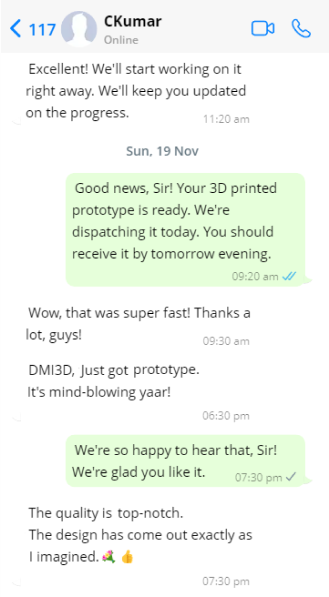 117
CKumar
Online
Excellent! We'll start working on it
right away. We'll keep you updated
on the progress.
11:20 am
Sun, 19 Nov
Good news, Sir! Your 3D printed
prototype is ready. We're
dispatching it today. You should
receive it by tomorrow evening.
09:20 am
Wow, that was super fast! Thanks a
lot, guys!
09:30 am
DMI3D, Just got prototype.
It's mind-blowing yaar!
06:30 pm
We're so happy to hear that, Sir!
We're glad you like it.
07:30 pm
The quality is top-notch.
The design has come out exactly as
I imagined. 💐 👍
07:30 pm